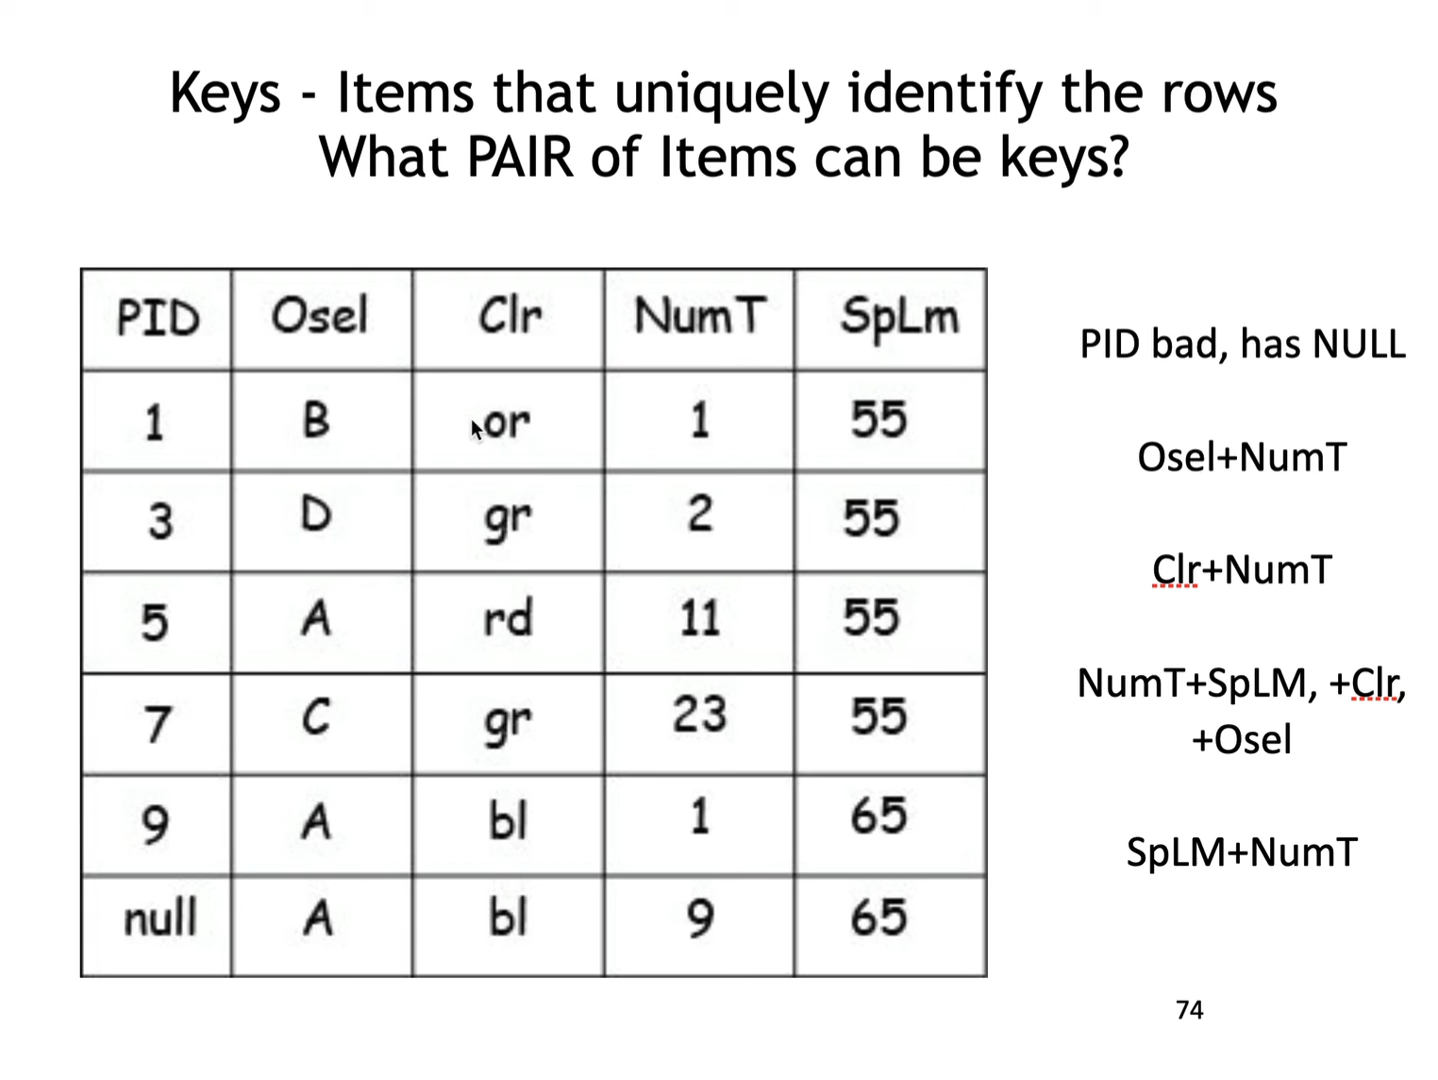 Keys - Items that uniquely identify the rows
What PAIR of Items can be keys?
PID Osel Clr NumT SpLm
1 B or 1 55
3 D gr 2 55
5 A rd 11 55
7 C gr 23 55
9 A bl 1 65
null A bl 9 65
PID bad, has NULL
Osel+NumT
Clr+NumT
NumT+SpLM, +Clr,
+Osel
SpLM+NumT
74